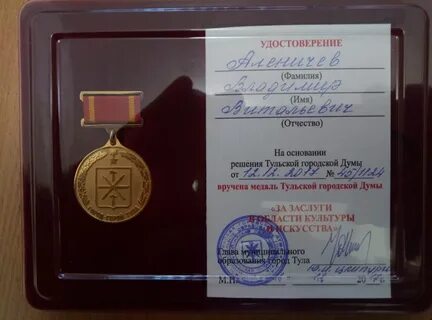 УДОСТОВЕРЕНИЕ
Аленичев
(Фамилия)
Владимир
(Имя)
Витальевич
(Отчество)
На основании
решения Тульской городской Думы
от 12.12.2017 № 45/1124
вручена медаль Тульской городской Думы
«ЗА ЗАСЛУГИ
В ОБЛАСТИ КУЛЬТУРЫ
И ИСКУССТВА»
Глава муниципального
образования город Тула
М.П.